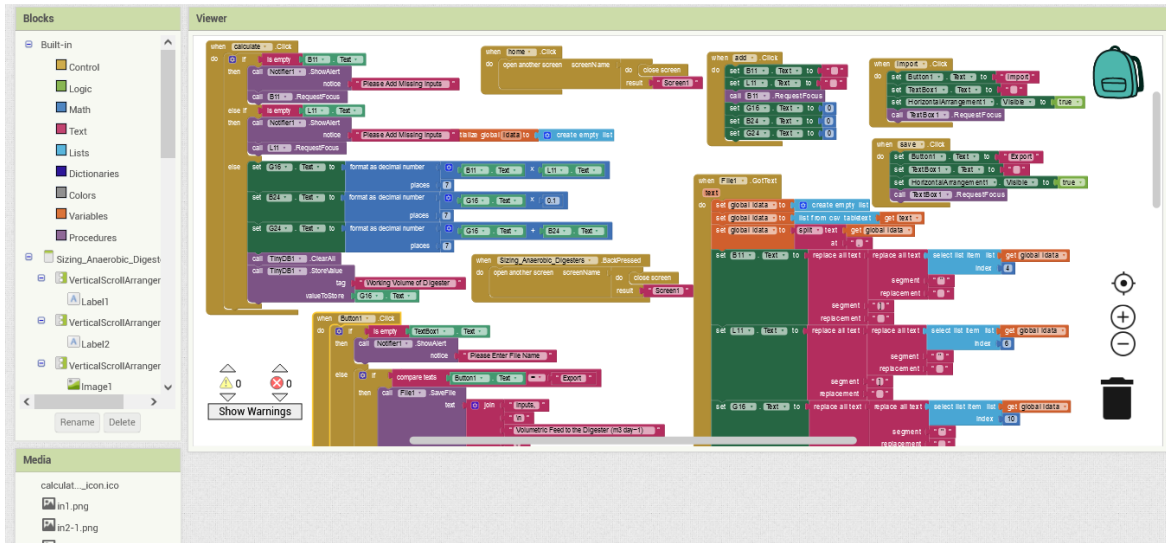 Blocks
Viewer
Built-in
Control
Logic
Math
Text
Lists
Dictionaries
Colors
Variables
Procedures
Sizing_Anaerobic_Digest
VerticalScrollArranger
Label1
VerticalScrollArranger
Label2
VerticalScrollArranger
Image1
Rename Delete
Media
calculat..._icon.ico
in1.png
in2-1.png
when calculate .Click
do if is empty B11 . Text
then call Notifier1 .ShowAlert
notice " Please Add Missing Inputs "
call B11 .RequestFocus
else if is empty L11 . Text
then call Notifier1 .ShowAlert
notice " Please Add Missing Inputs "
call L11 .RequestFocus
else set G16 . Text to format as decimal number B11 . Text × L11 . Text
places 7
set B24 . Text to format as decimal number G16 . Text × 0.1
places 7
set G24 . Text to format as decimal number G16 . Text + B24 . Text
places 7
call TinyDB1 .ClearAll
call TinyDB1 .StoreValue
tag " Working Volume of Digester "
valueToStore G16 . Text
tialize global ldata to create empty list
when home .Click
do open another screen screenName do close screen
result " Screen1 "
when Sizing_Anaerobic_Digesters .BackPressed
do open another screen screenName do close screen
result " Screen1 "
when Button1 .Click
do if is empty TextBox1 . Text
then call Notifier1 .ShowAlert
notice " Please Enter File Name "
else if compare texts Button1 . Text = " Export "
then call File1 .SaveFile
text join " Inputs, "
" \n "
" Volumetric Feed to the Digester (m3 day−1) "
when add .Click
do set B11 . Text to " "
set L11 . Text to " "
call B11 .RequestFocus
set G16 . Text to 0
set B24 . Text to 0
set G24 . Text to 0
when Import .Click
do set Button1 . Text to " Import "
set TextBox1 . Text to " "
set HorizontalArrangement1 . Visible to true
call TextBox1 .RequestFocus
when save .Click
do set Button1 . Text to " Export "
set TextBox1 . Text to " "
set HorizontalArrangement1 . Visible to true
call TextBox1 .RequestFocus
when File1 .GotText
text
do set global ldata to create empty list
set global ldata to list from csv table text get text
set global ldata to split text get global ldata
at " , "
set B11 . Text to replace all text replace all text select list item list get global ldata
index 4
segment
replacement
segment
replacement
set L11 . Text to replace all text replace all text select list item list get global ldata
index 6
segment
replacement
segment
replacement
set G16 . Text to replace all text replace all text select list item list get global ldata
index 10
segment
replacement
0 0
Show Warnings